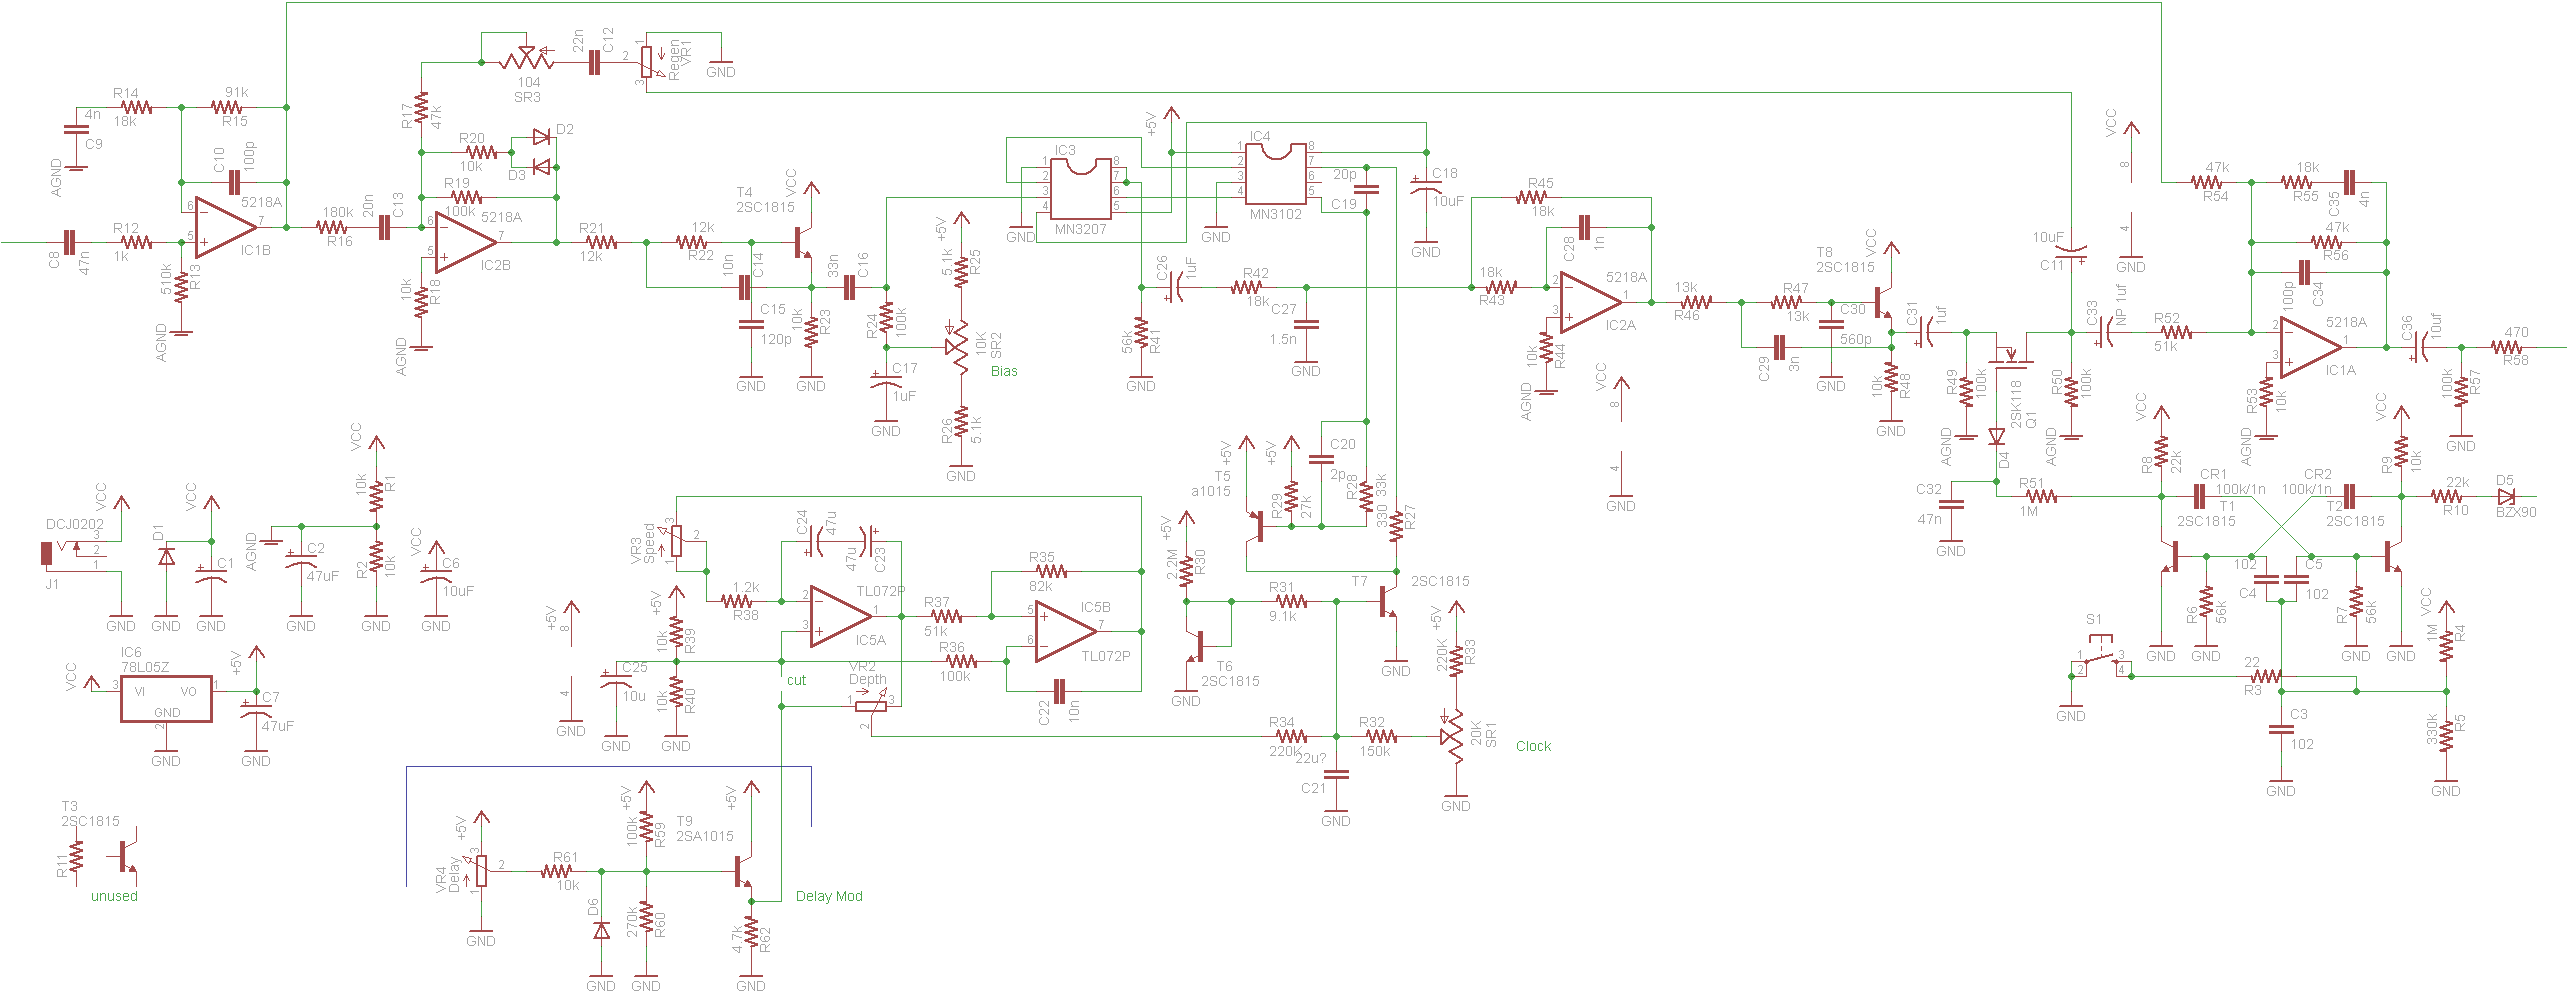 R14
18k
4n
C9
AGND
91k
R15
C10
100p
5218A
IC1B
6
5
7
C8
47n
R12
1k
510k
R13
AGND
180k
R16
20n
C13
104
SR3
22n
C12
1
2
3
Regen
VR1
GND
R17
47k
R20
10k
D2
D3
R19
100k
5218A
IC2B
6
5
7
10k
R18
AGND
R21
12k
12k
R22
10n
C14
C15
120p
GND
T4
2SC1815
VCC
10k
R23
GND
33n
C16
R24
100k
C17
1uF
GND
+5V
5.1k
R25
10K
SR2
Bias
R26
5.1k
GND
IC3
MN3207
1
2
3
4
8
7
6
5
GND
+5V
IC4
MN3102
1
2
3
4
8
7
6
5
GND
20p
C19
C18
10uF
GND
56k
R41
GND
C26
1uF
R42
18k
C27
1.5n
GND
R45
18k
C28
1n
18k
R43
5218A
IC2A
2
3
1
10k
R44
AGND
VCC
8
4
GND
13k
R46
R47
13k
C29
3n
C30
560p
GND
T8
2SC1815
VCC
10k
R48
GND
C31
1uf
R49
100k
AGND
2SK118
Q1
D4
R50
100k
AGND
10uF
C11
VCC
8
4
GND
C33
NP 1uf
R52
51k
47k
R54
18k
R55
C35
4n
47k
R56
100p
C34
5218A
IC1A
2
3
1
R53
10k
AGND
C36
10uf
100k
R57
GND
470
R58
C32
47n
GND
R51
1M
VCC
R8
22k
CR1
100k/1n
T1
2SC1815
CR2
100k/1n
T2
2SC1815
VCC
R9
10k
22k
R10
D5
BZX90
GND
R6
56k
GND
102
C4
C5
102
R7
56k
GND
GND
S1
1
2
3
4
GND
22
R3
C3
102
GND
VCC
1M
R4
330k
R5
GND
DCJ0202
J1
3
2
1
VCC
GND
D1
GND
VCC
C1
GND
AGND
C2
47uF
GND
VCC
10k
R1
R2
10k
GND
VCC
C6
10uF
GND
VCC
IC6
78L05Z
3
VI
VO
1
GND
2
GND
+5V
C7
47uF
GND
+5V
8
4
GND
VR3
Speed
3
2
1
+5V
10k
R39
10k
R40
GND
C25
10u
GND
1.2k
R38
C24
47u
47u
C23
TL072P
IC5A
2
3
1
cut
VR2
Depth
1
3
2
R37
51k
R36
100k
R35
82k
IC5B
TL072P
5
6
7
C22
10n
+5V
2.2M
R30
T6
2SC1815
GND
T5
a1015
+5V
+5V
R29
27k
C20
2p
R28
33k
330
R27
R31
9.1k
T7
2SC1815
GND
R34
220K
22u?
C21
GND
R32
150k
+5V
220K
R33
20K
SR1
GND
Clock
T3
2SC1815
R11
unused
+5V
VR4
Delay
3
2
1
GND
R61
10k
D6
GND
+5V
100k
R59
270k
R60
GND
T9
2SA1015
+5V
4.7k
R62
GND
Delay Mod